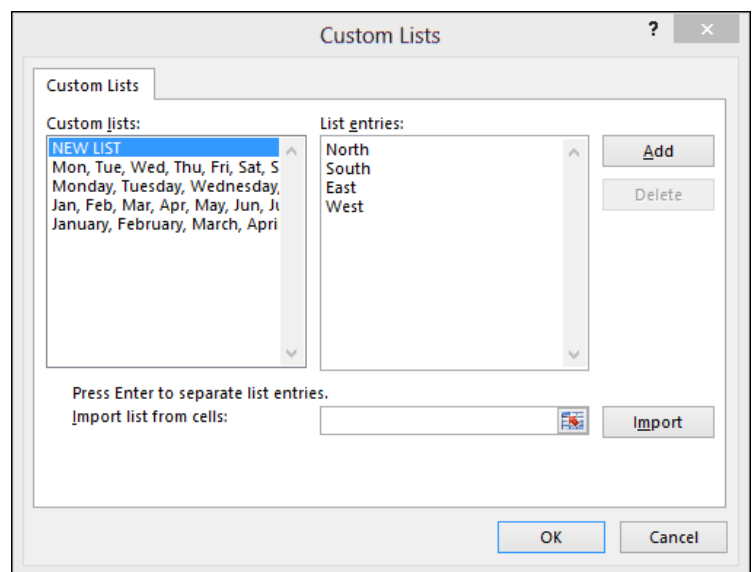 Custom Lists
?
Custom Lists
Custom lists:
NEW LIST
Mon, Tue, Wed, Thu, Fri, Sat, S
Monday, Tuesday, Wednesday,
Jan, Feb, Mar, Apr, May, Jun, Ju
January, February, March, Apri
List entries:
North
South
East
West
Add
Delete
Press Enter to separate list entries.
Import list from cells:
Import
OK
Cancel